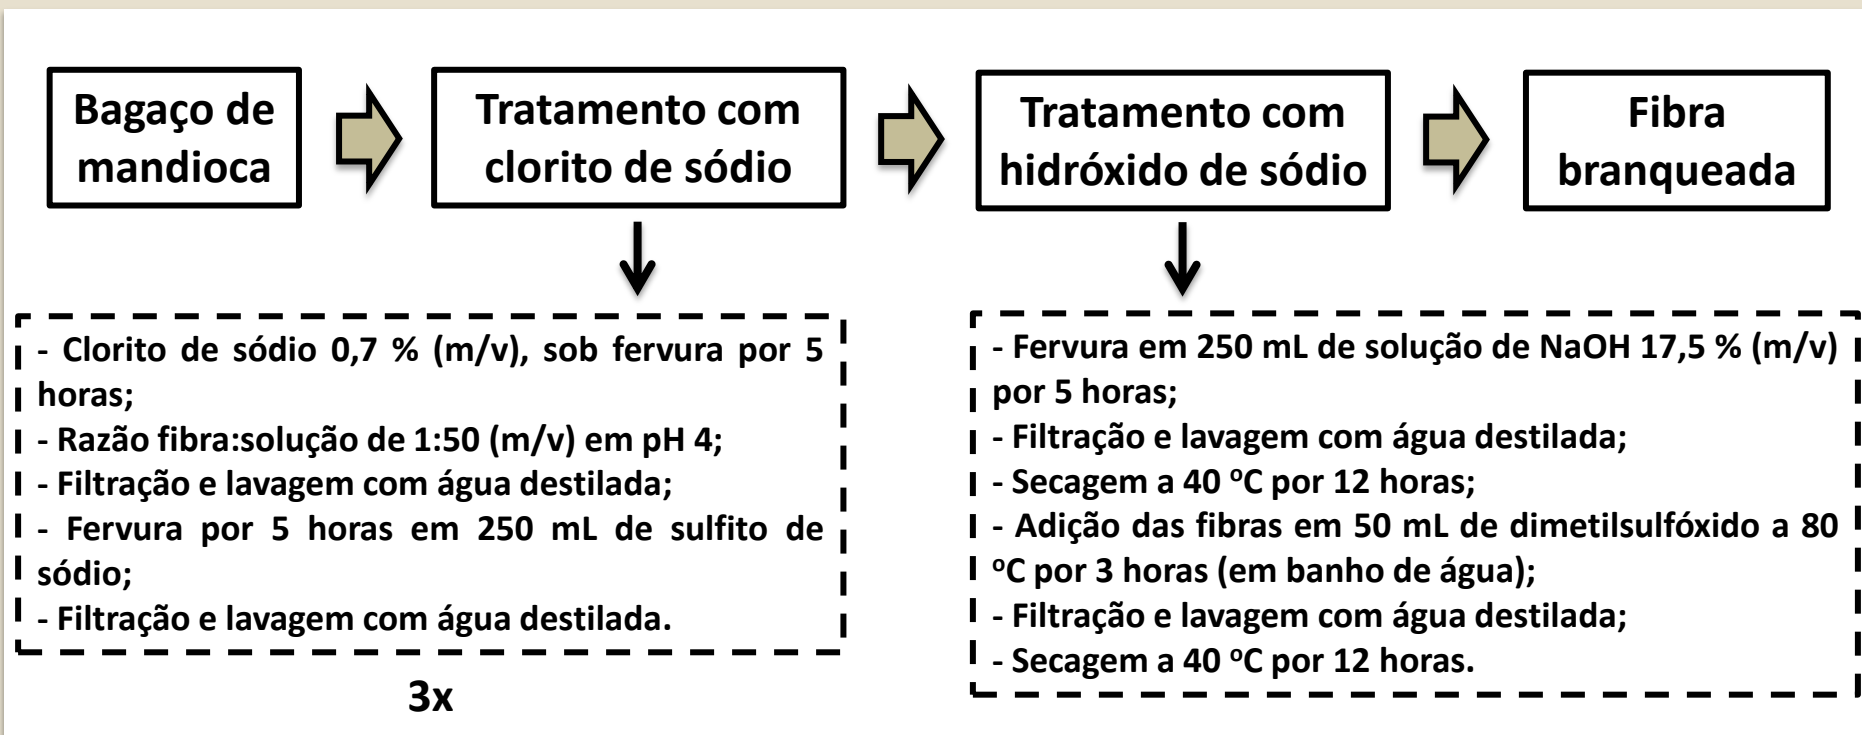 Bagaço de
mandioca
Tratamento com
clorito de sódio
Tratamento com
hidróxido de sódio
Fibra
branqueada
- Clorito de sódio 0,7 % (m/v), sob fervura por 5
horas;
- Razão fibra:solução de 1:50 (m/v) em pH 4;
- Filtração e lavagem com água destilada;
- Fervura por 5 horas em 250 mL de sulfito de
sódio;
- Filtração e lavagem com água destilada.
3x
- Fervura em 250 mL de solução de NaOH 17,5 % (m/v)
por 5 horas;
- Filtração e lavagem com água destilada;
- Secagem a 40 ºC por 12 horas;
- Adição das fibras em 50 mL de dimetilsulfóxido a 80
ºC por 3 horas (em banho de água);
- Filtração e lavagem com água destilada;
- Secagem a 40 ºC por 12 horas.